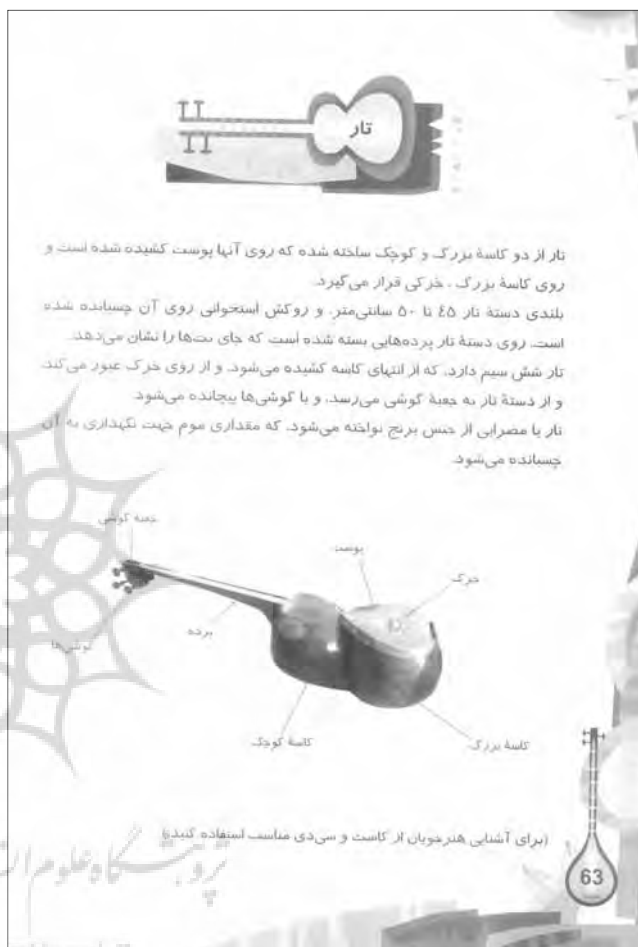 تار
تار از دو کاسهٔ بزرگ و کوچک ساخته شده که روی آنها پوست کشیده شده است و
روی کاسهٔ بزرگ ، خرکی قرار می‌گیرد.
بلندی دستهٔ تار ٤٥ تا ٥٠ سانتی‌متر، و روکش استخوانی روی آن چسبانده شده
است. روی دستهٔ تار پرده‌هایی بسته شده است که جای نت‌ها را نشان می‌دهد.
تار شش سیم دارد، که از انتهای کاسه کشیده می‌شود، و از روی خرک عبور می‌کند
و از دستهٔ تار به جعبهٔ گوشی می‌رسد، و با گوشی‌ها پیچانده می‌شود.
تار با مضرابی از جنس برنج نواخته می‌شود، که مقداری موم جهت نگهداری به آن
چسبانده می‌شود.
جعبه گوشی
پوست
خرک
پرده
گوشی‌ها
کاسهٔ کوچک
کاسهٔ بزرگ
(برای آشنایی هنرجویان از کاست و سی‌دی مناسب استفاده کنید)
63